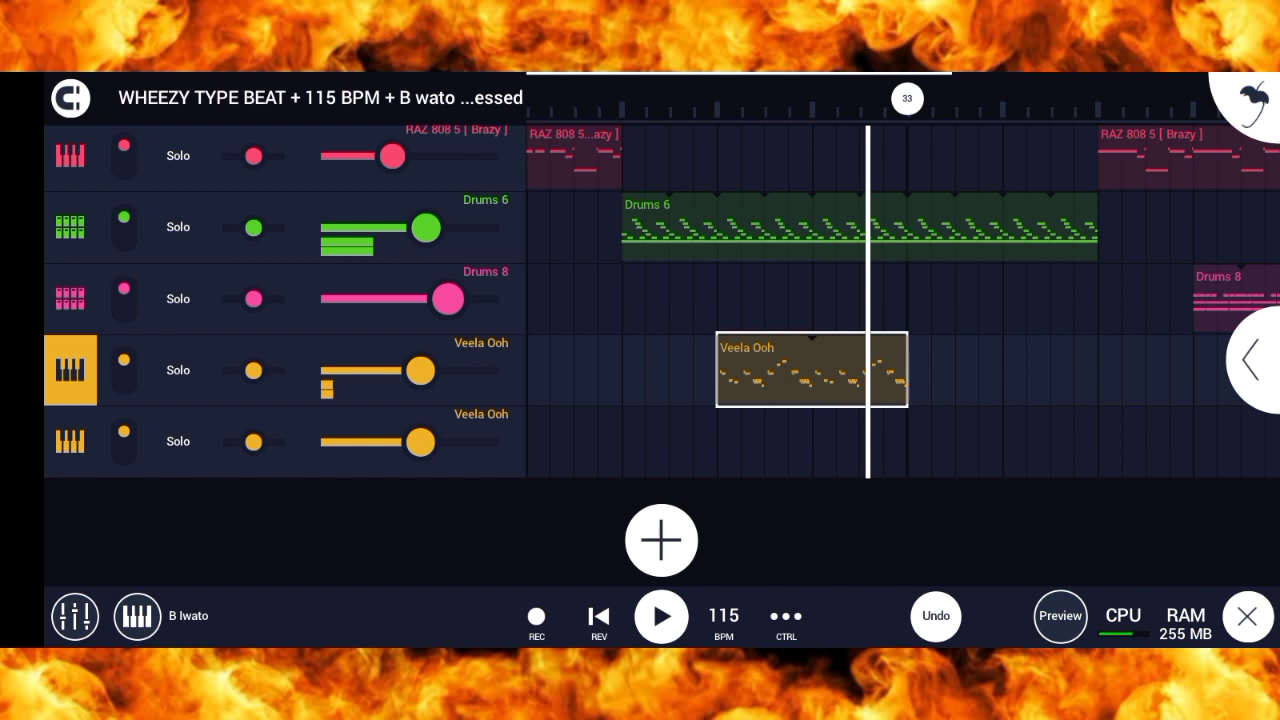 WHEEZY TYPE BEAT + 115 BPM + B wato ...essed
33
RAZ 808 5 [ Brazy ]
RAZ 808 5...azy ]
RAZ 808 5 [ Brazy ]
Solo
Drums 6
Drums 6
Solo
Drums 8
Drums 8
Solo
Veela Ooh
Veela Ooh
Solo
Veela Ooh
Solo
B Iwato
REC
REV
115
BPM
CTRL
Undo
Preview
CPU
RAM
255 MB